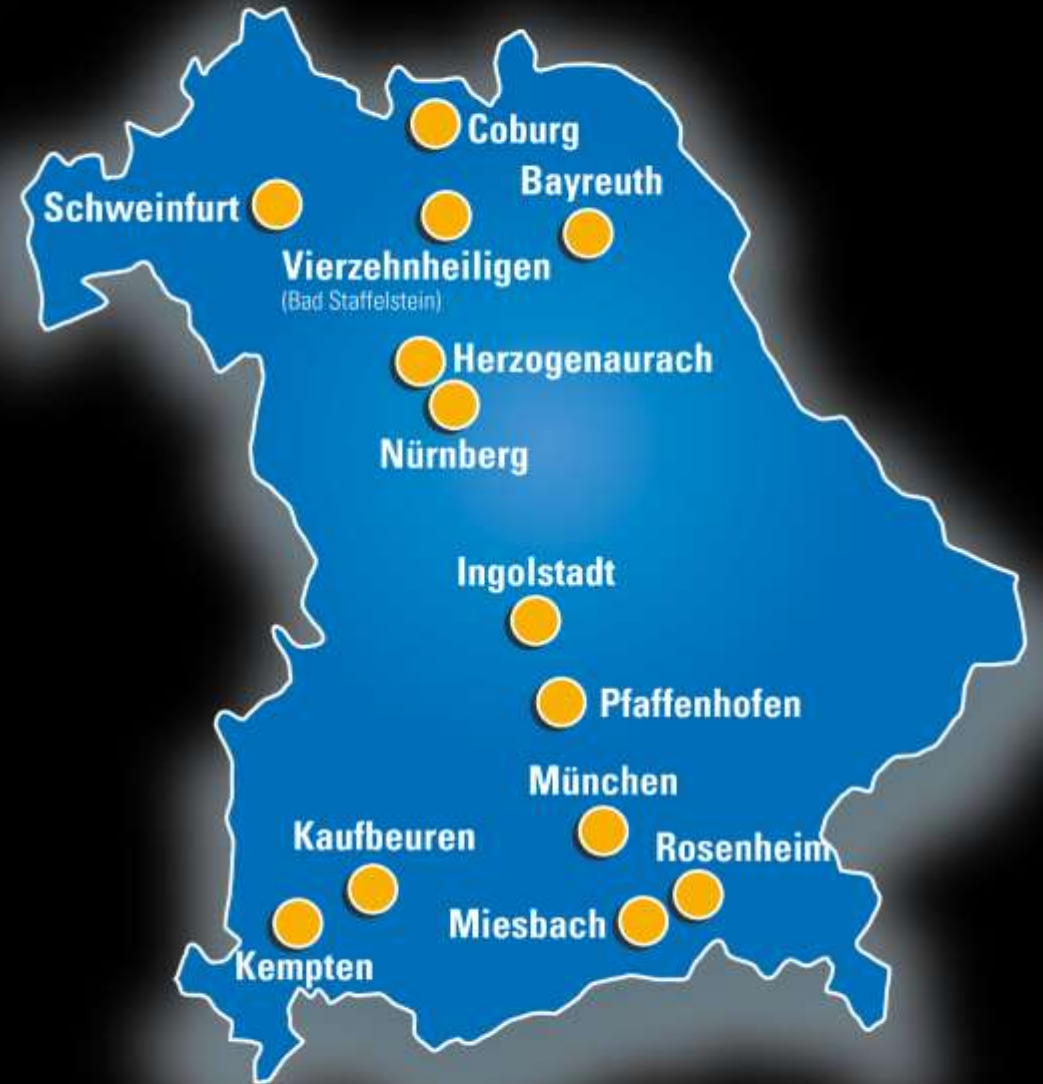 Coburg
Bayreuth
Schweinfurt
Vierzehnheiligen
(Bad Staffelstein)
Herzogenaurach
Nürnberg
Ingolstadt
Pfaffenhofen
München
Kaufbeuren
Rosenheim
Miesbach
Kempten